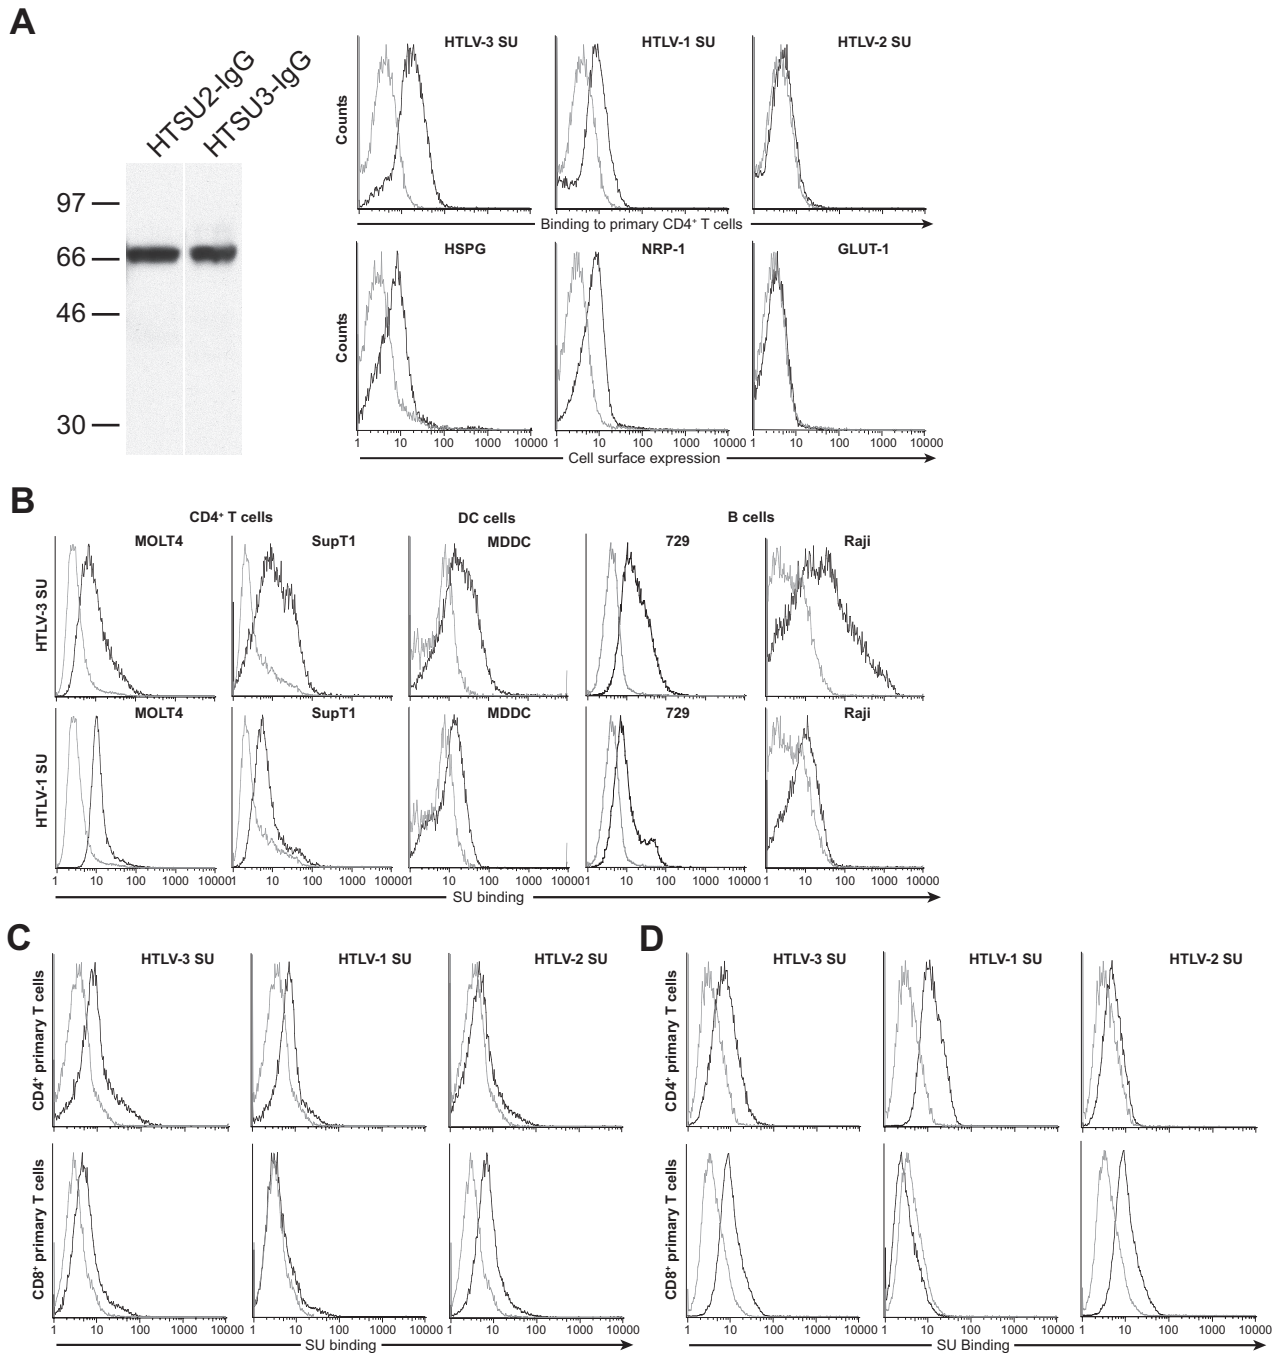 A
HTSU2-IgG
HTSU3-IgG
97
66
46
30
HTLV-3 SU
HTLV-1 SU
HTLV-2 SU
Counts
Binding to primary CD4⁺ T cells
HSPG
NRP-1
GLUT-1
Counts
1 10 100 1000 10000
1 10 100 1000 10000
1 10 100 1000 10000
Cell surface expression
B
CD4⁺ T cells
DC cells
B cells
MOLT4
SupT1
MDDC
729
Raji
HTLV-3 SU
MOLT4
SupT1
MDDC
729
Raji
HTLV-1 SU
1 10 100 1000 10000
1 10 100 1000 10000
1 10 100 1000 10000
1 10 100 1000 10000
1 10 100 1000 10000
SU binding
C
HTLV-3 SU
HTLV-1 SU
HTLV-2 SU
CD4⁺ primary T cells
CD8⁺ primary T cells
1 10 100 1000 10000
1 10 100 1000 10000
1 10 100 1000 10000
SU binding
D
HTLV-3 SU
HTLV-1 SU
HTLV-2 SU
CD4⁺ primary T cells
CD8⁺ primary T cells
1 10 100 1000 10000
1 10 100 1000 10000
1 10 100 1000 10000
SU Binding